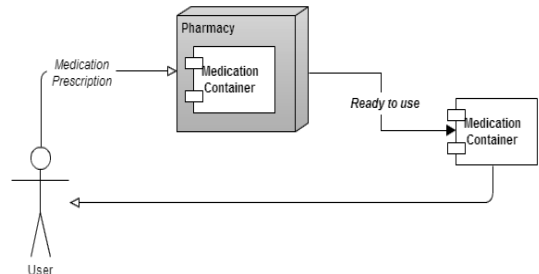 Pharmacy
Medication
Prescription
Medication
Container
Ready to use
Medication
Container
User